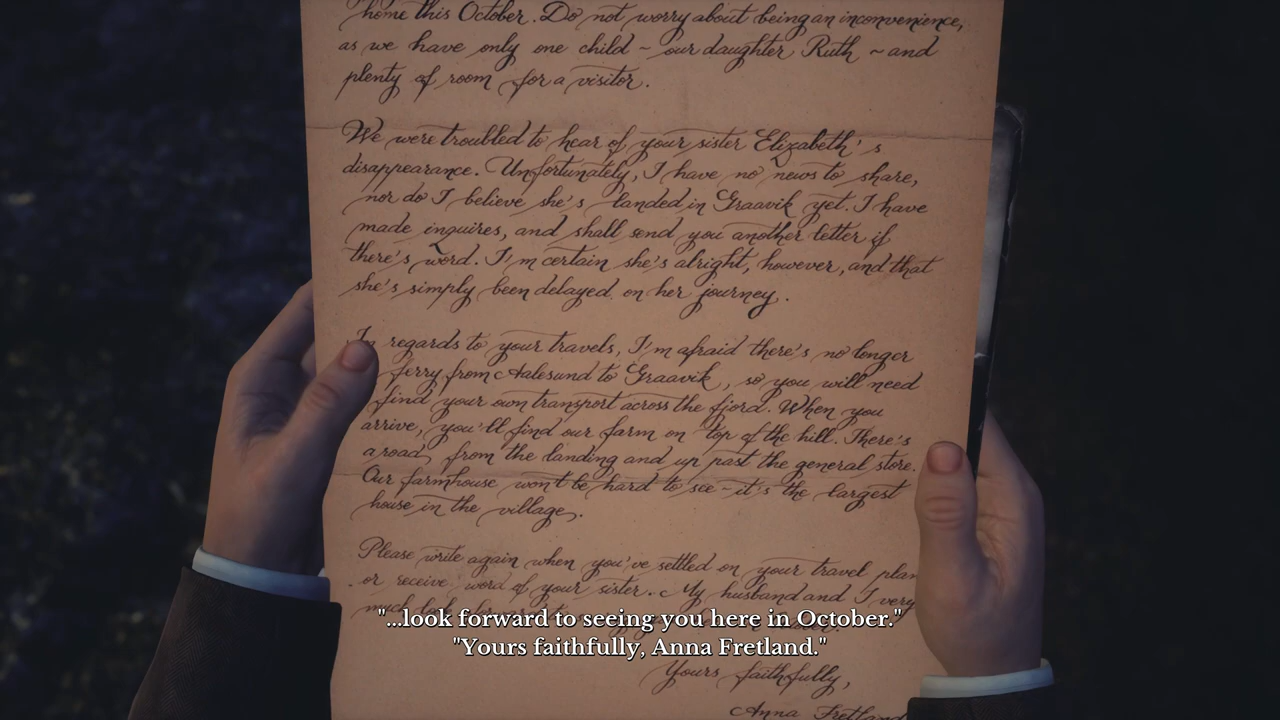 home this October. Do not worry about being an inconvenience,
as we have only one child ~ our daughter Ruth ~ and
plenty of room for a visitor.
We were troubled to hear of your sister Elizabeth's
disappearance. Unfortunately, I have no news to share,
nor do I believe she's landed in Graavik yet. I have
made inquires, and shall send you another letter if
there's word. I'm certain she's alright, however, and that
she's simply been delayed on her journey.
In regards to your travels, I'm afraid there's no longer
ferry from Aalesund to Graavik, so you will need
find your own transport across the fjord. When you
arrive, you'll find our farm on top of the hill. There's
a road from the landing and up past the general store.
Our farmhouse won't be hard to see - it's the largest
house in the village.
Please write again when you've settled on your travel plan
or receive word of your sister. My husband and I very
much look forward to
"...look forward to seeing you here in October."
"Yours faithfully, Anna Fretland."
Yours faithfully,
Anna Fretland